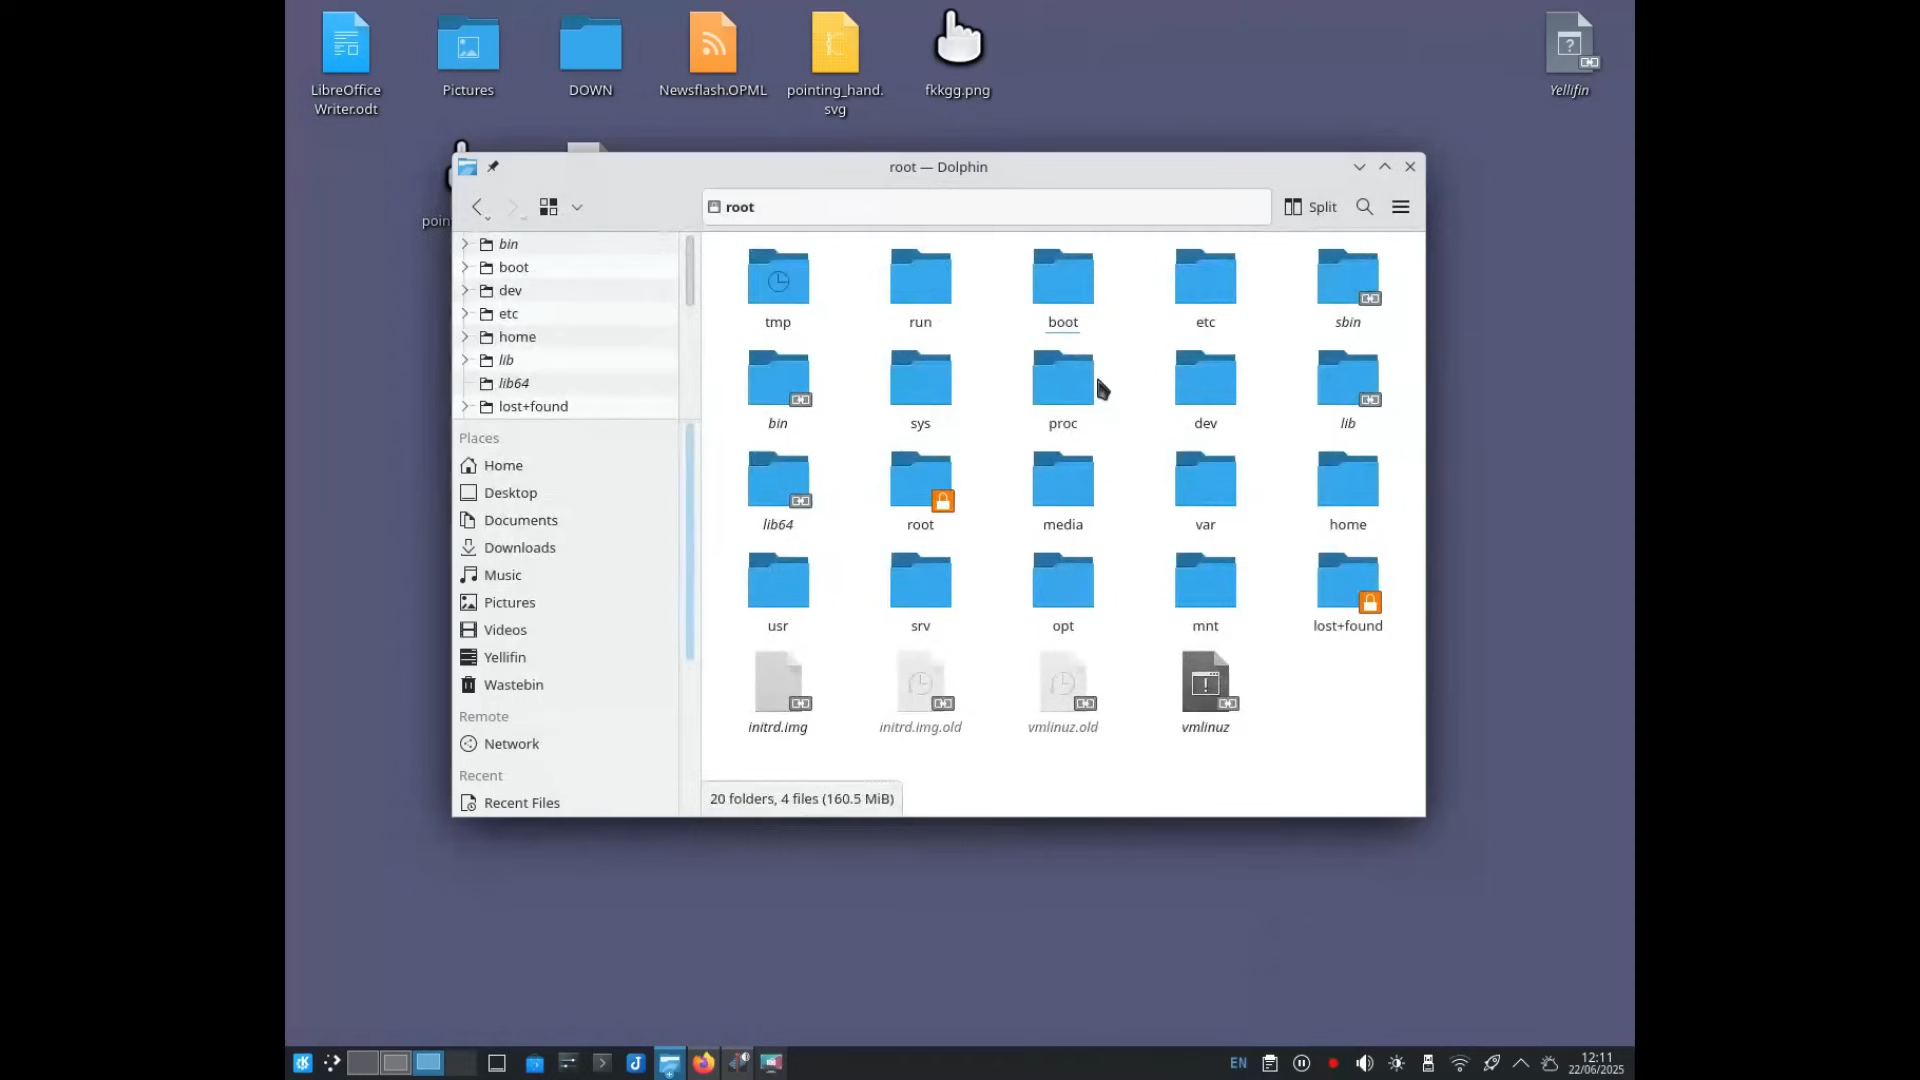 LibreOffice
Writer.odt
Pictures
DOWN
Newsflash.OPML
pointing_hand.
svg
fkkgg.png
Yellifin
poin
root — Dolphin
root
Split
bin
boot
dev
etc
home
lib
lib64
lost+found
Places
Home
Desktop
Documents
Downloads
Music
Pictures
Videos
Yellifin
Wastebin
Remote
Network
Recent
Recent Files
tmp
run
boot
etc
sbin
bin
sys
proc
dev
lib
lib64
root
media
var
home
usr
srv
opt
mnt
lost+found
initrd.img
initrd.img.old
vmlinuz.old
vmlinuz
20 folders, 4 files (160.5 MiB)
EN
12:11
22/06/2025